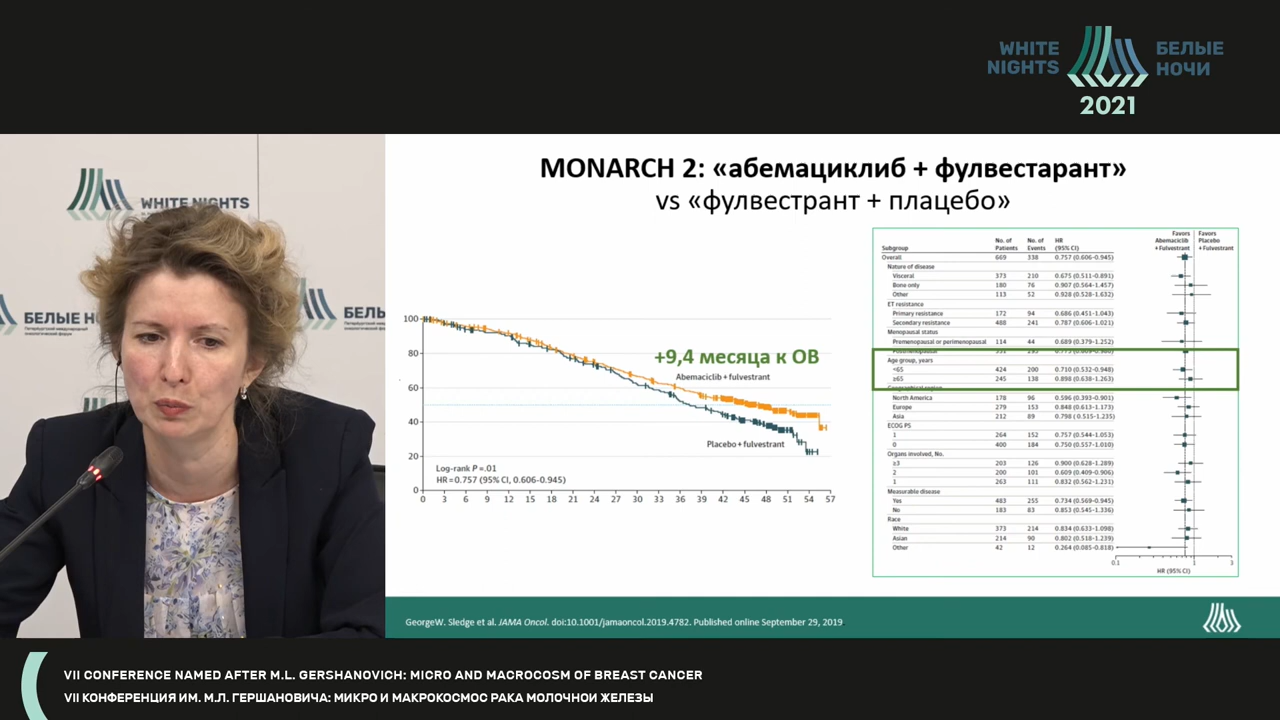 WHITE
NIGHTS
БЕЛЫЕ
НОЧИ
2021
WHITE NIGHTS
БЕЛЫЕ НО
БЕЛЬ
MONARCH 2: «абемациклиб + фулвестарант»
vs «фулвестрант + плацебо»
+9,4 месяца к ОВ
Abemaciclib + fulvestrant
Placebo + fulvestrant
Log-rank P =.01
HR = 0.757 (95% CI, 0.606-0.945)
100
80
60
40
20
0
0 3 6 9 12 15 18 21 24 27 30 33 36 39 42 45 48 51 54 57
Subgroup No. of Patients No. of Events HR (95% CI) Favors Abemaciclib + Fulvestrant Favors Placebo + Fulvestrant
Overall 669 338 0.757 (0.606-0.945)
Nature of disease
Visceral 373 210 0.675 (0.511-0.891)
Bone only 180 76 0.907 (0.564-1.457)
Other 113 52 0.928 (0.528-1.632)
ET resistance
Primary resistance 172 94 0.686 (0.451-1.043)
Secondary resistance 488 241 0.787 (0.606-1.021)
Menopausal status
Premenopausal or perimenopausal 114 44 0.689 (0.379-1.252)
Age group, years
<65 424 200 0.710 (0.532-0.948)
≥65 245 138 0.898 (0.638-1.263)
North America 178 96 0.596 (0.393-0.901)
Europe 279 153 0.848 (0.613-1.173)
Asia 212 89 0.798 (0.515-1.235)
ECOG PS
1 264 152 0.757 (0.544-1.053)
0 400 184 0.750 (0.557-1.010)
Organs involved, No.
≥3 203 126 0.900 (0.628-1.289)
2 200 101 0.609 (0.409-0.906)
1 263 111 0.832 (0.562-1.231)
Measurable disease
Yes 483 255 0.734 (0.569-0.945)
No 183 83 0.853 (0.545-1.336)
Race
White 373 214 0.834 (0.633-1.098)
Asian 214 90 0.802 (0.518-1.239)
Other 42 12 0.264 (0.085-0.818)
0.1 1 3
HR (95% CI)
GeorgeW. Sledge et al. JAMA Oncol. doi:10.1001/jamaoncol.2019.4782. Published online September 29, 2019.
VII CONFERENCE NAMED AFTER M.L. GERSHANOVICH: MICRO AND MACROCOSM OF BREAST CANCER
VII КОНФЕРЕНЦИЯ ИМ. М.Л. ГЕРШАНОВИЧА: МИКРО И МАКРОКОСМОС РАКА МОЛОЧНОЙ ЖЕЛЕЗЫ